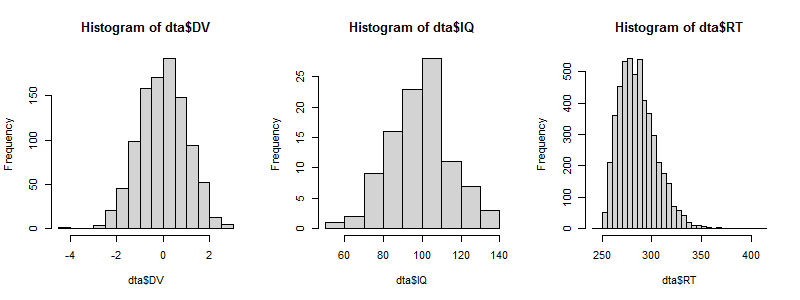 Histogram of dta$DV
Frequency
0 50 100 150
-4 -2 0 2
dta$DV
Histogram of dta$IQ
Frequency
0 5 10 15 20 25
60 80 100 120 140
dta$IQ
Histogram of dta$RT
Frequency
0 100 200 300 400 500
250 300 350 400
dta$RT